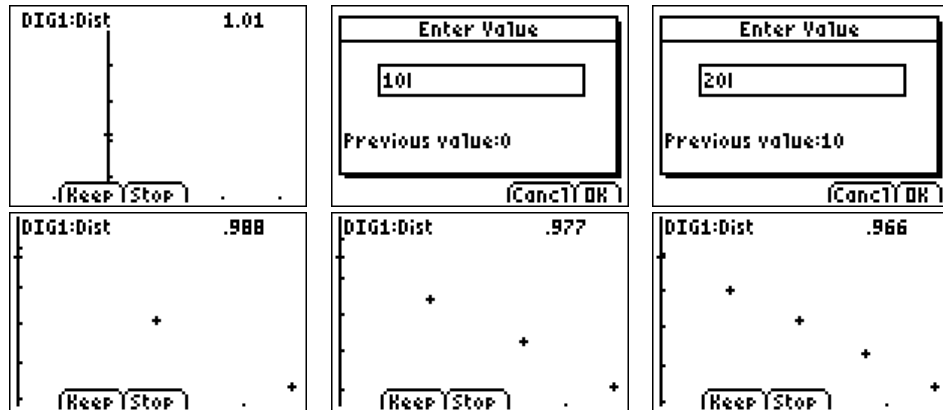 DIG1:Dist 1.01
Keep Stop
Enter Value
10
Previous value:0
Cancl OK
Enter Value
20
Previous value:10
Cancl OK
DIG1:Dist .988
Keep Stop
DIG1:Dist .977
Keep Stop
DIG1:Dist .966
Keep Stop